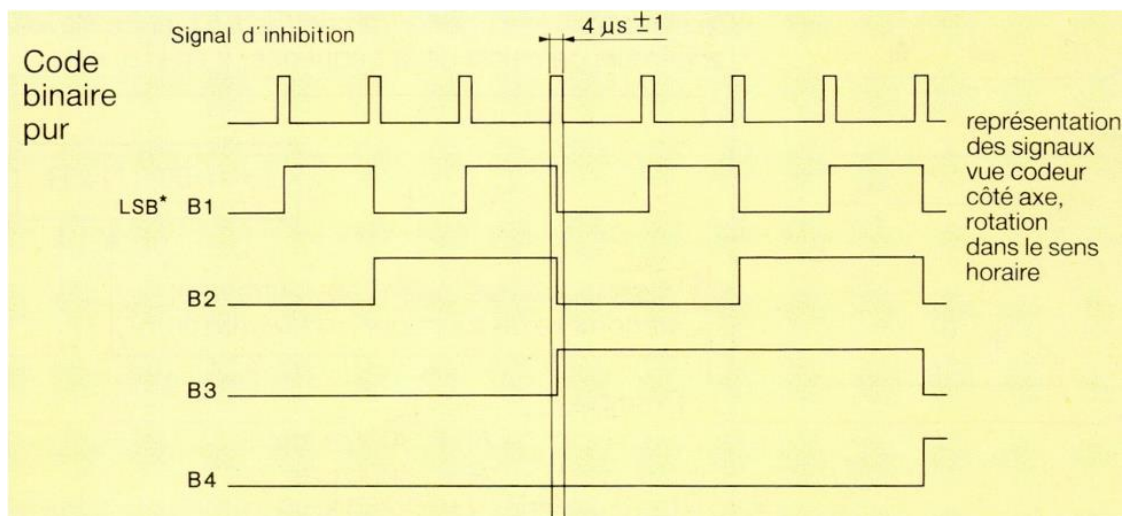 Signal d'inhibition
4 µs ± 1
Code
binaire
pur
représentation
des signaux
vue codeur
côté axe,
rotation
dans le sens
horaire
LSB* B1
B2
B3
B4